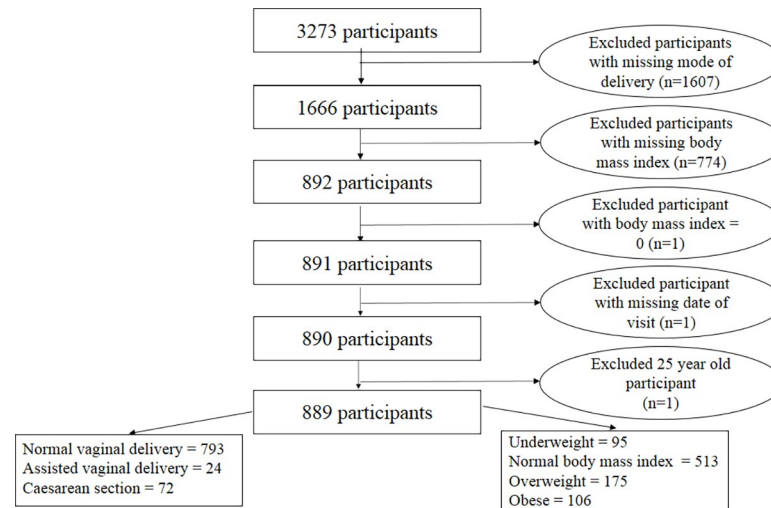 3273 participants
Excluded participants
with missing mode of
delivery (n=1607)
1666 participants
Excluded participants
with missing body
mass index (n=774)
892 participants
Excluded participant
with body mass index =
0 (n=1)
891 participants
Excluded participant
with missing date of
visit (n=1)
890 participants
Excluded 25 year old
participant
(n=1)
889 participants
Normal vaginal delivery = 793
Assisted vaginal delivery = 24
Caesarean section = 72
Underweight = 95
Normal body mass index = 513
Overweight = 175
Obese = 106